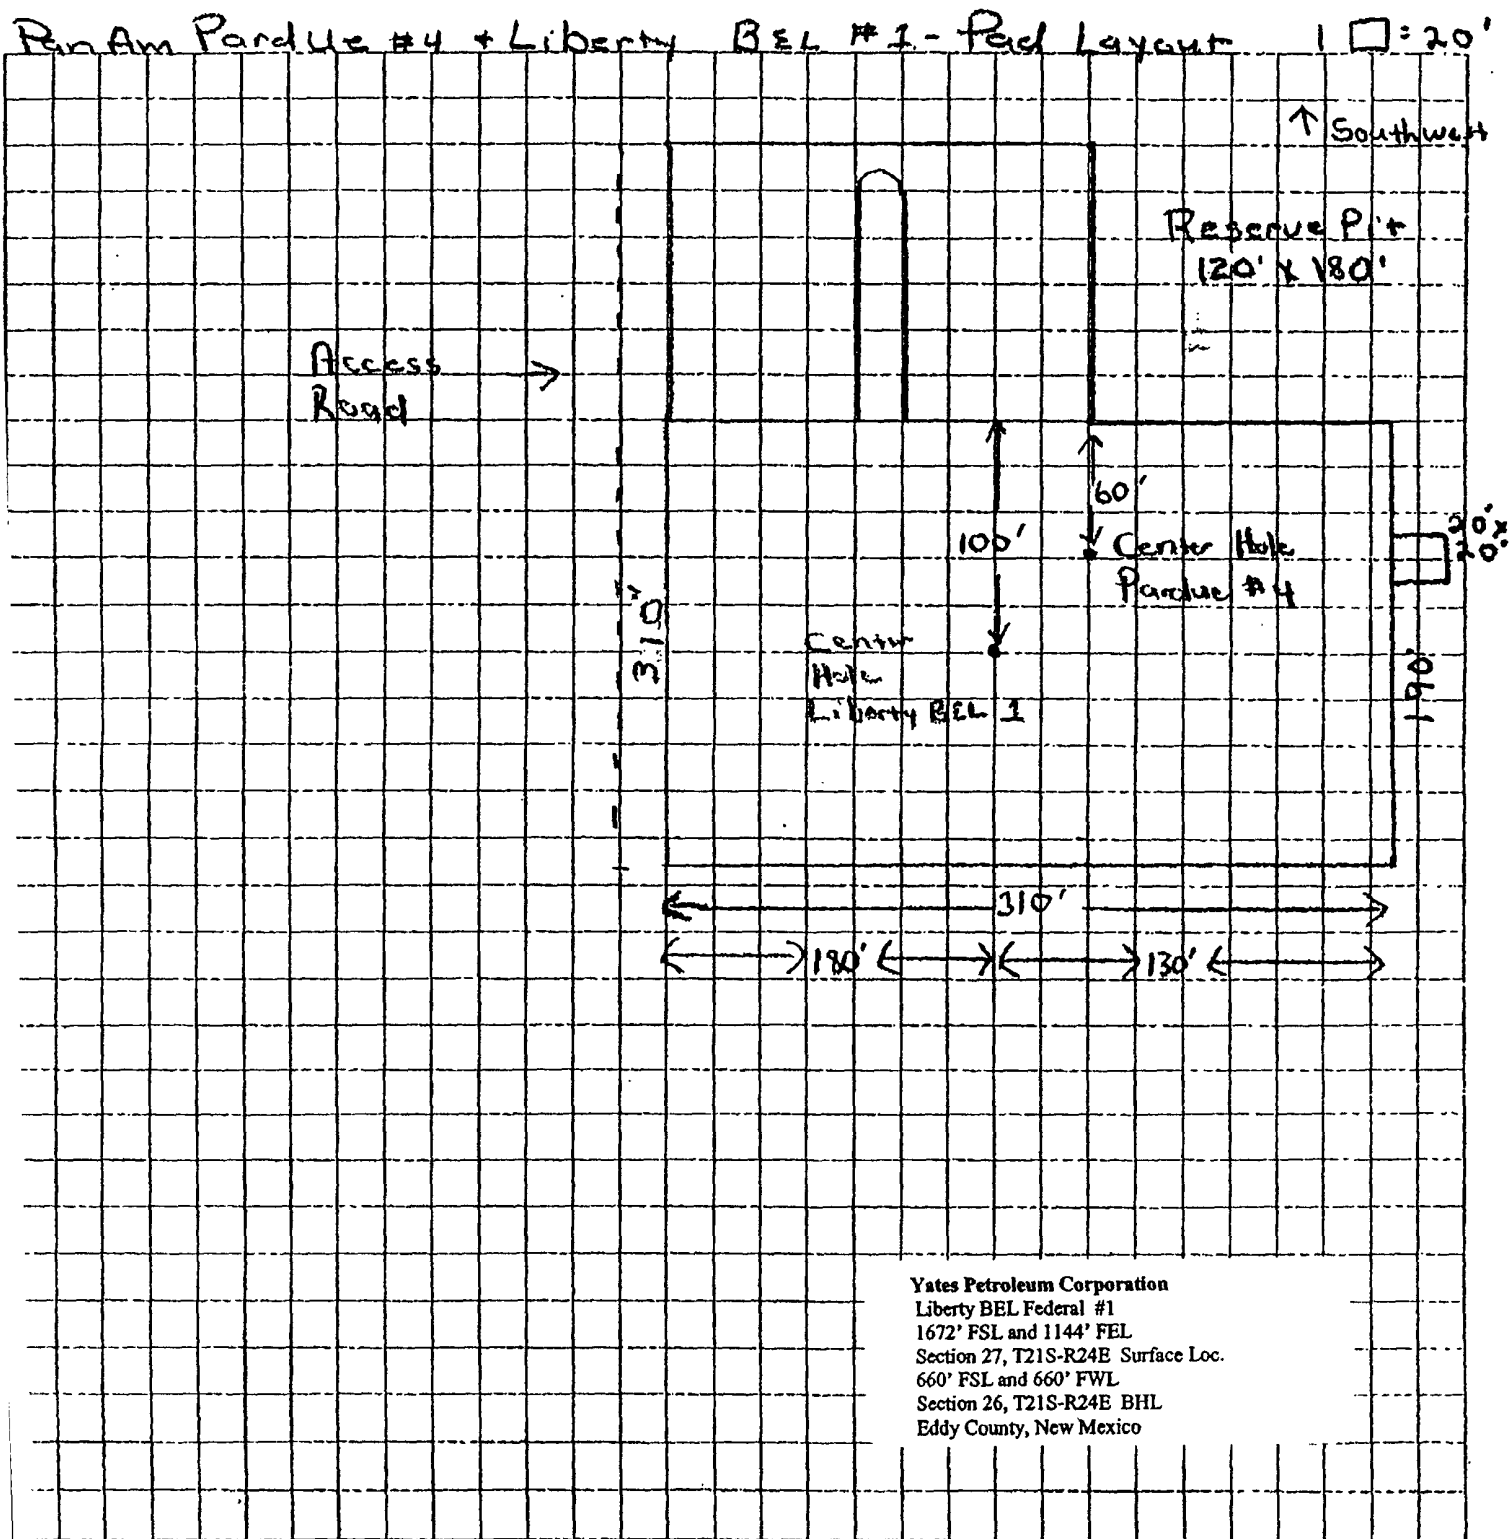 Pan Am Pardue #4 + Liberty BEL #1 - Pad Layout 1 □ = 20'
↑ Southwest
Reserve Pit
120' x 180'
Access
Road
60'
100'
Center Hole
Pardue #4
20' x
20'
310'
Center
Hole
Liberty BEL 1
190'
310'
180' 130'
Yates Petroleum Corporation
Liberty BEL Federal #1
1672' FSL and 1144' FEL
Section 27, T21S-R24E Surface Loc.
660' FSL and 660' FWL
Section 26, T21S-R24E BHL
Eddy County, New Mexico